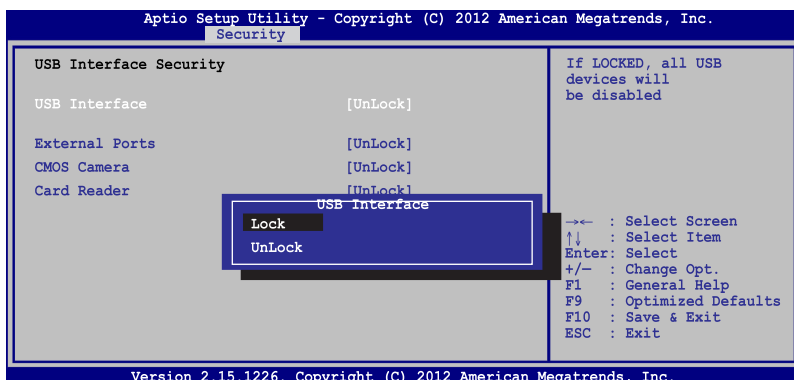 Aptio Setup Utility - Copyright (C) 2012 American Megatrends, Inc.
Security
USB Interface Security
USB Interface [UnLock]
External Ports [UnLock]
CMOS Camera [UnLock]
Card Reader [UnLock]
USB Interface
Lock
UnLock
If LOCKED, all USB
devices will
be disabled
→← : Select Screen
↑↓ : Select Item
Enter: Select
+/— : Change Opt.
F1 : General Help
F9 : Optimized Defaults
F10 : Save & Exit
ESC : Exit
Version 2.15.1226. Copyright (C) 2012 American Megatrends, Inc.